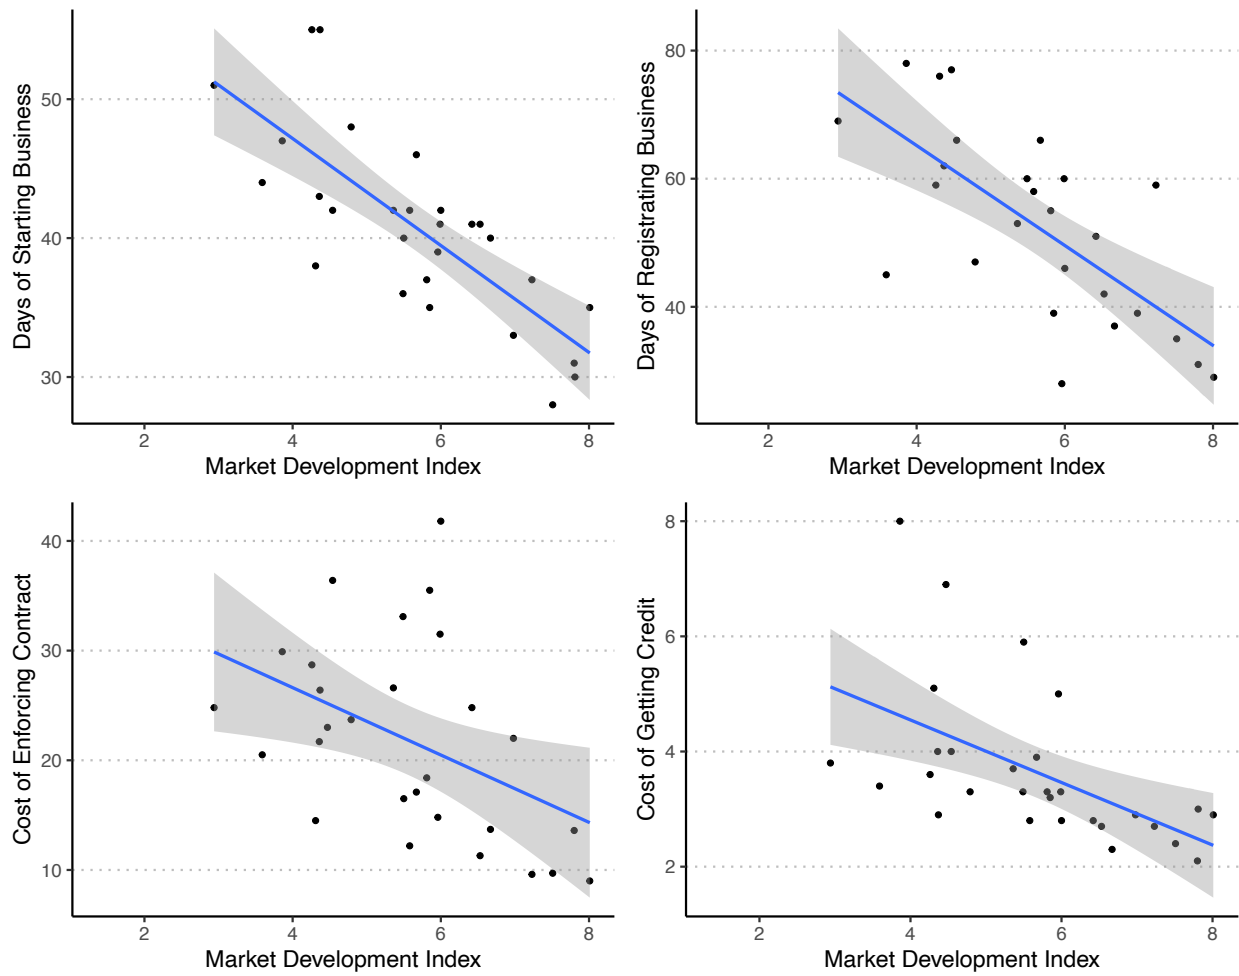 Days of Starting Business
50
40
30
2 4 6 8
Market Development Index
Days of Registrating Business
80
60
40
2 4 6 8
Market Development Index
Cost of Enforcing Contract
40
30
20
10
2 4 6 8
Market Development Index
Cost of Getting Credit
8
6
4
2
2 4 6 8
Market Development Index